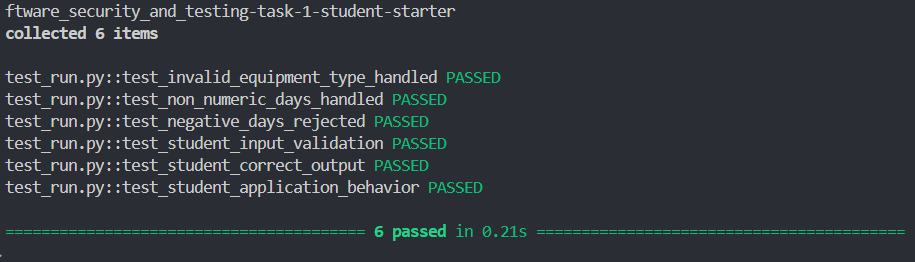 ftware_security_and_testing-task-1-student-starter
collected 6 items
test_run.py::test_invalid_equipment_type_handled PASSED
test_run.py::test_non_numeric_days_handled PASSED
test_run.py::test_negative_days_rejected PASSED
test_run.py::test_student_input_validation PASSED
test_run.py::test_student_correct_output PASSED
test_run.py::test_student_application_behavior PASSED
======================================== 6 passed in 0.21s =========================================